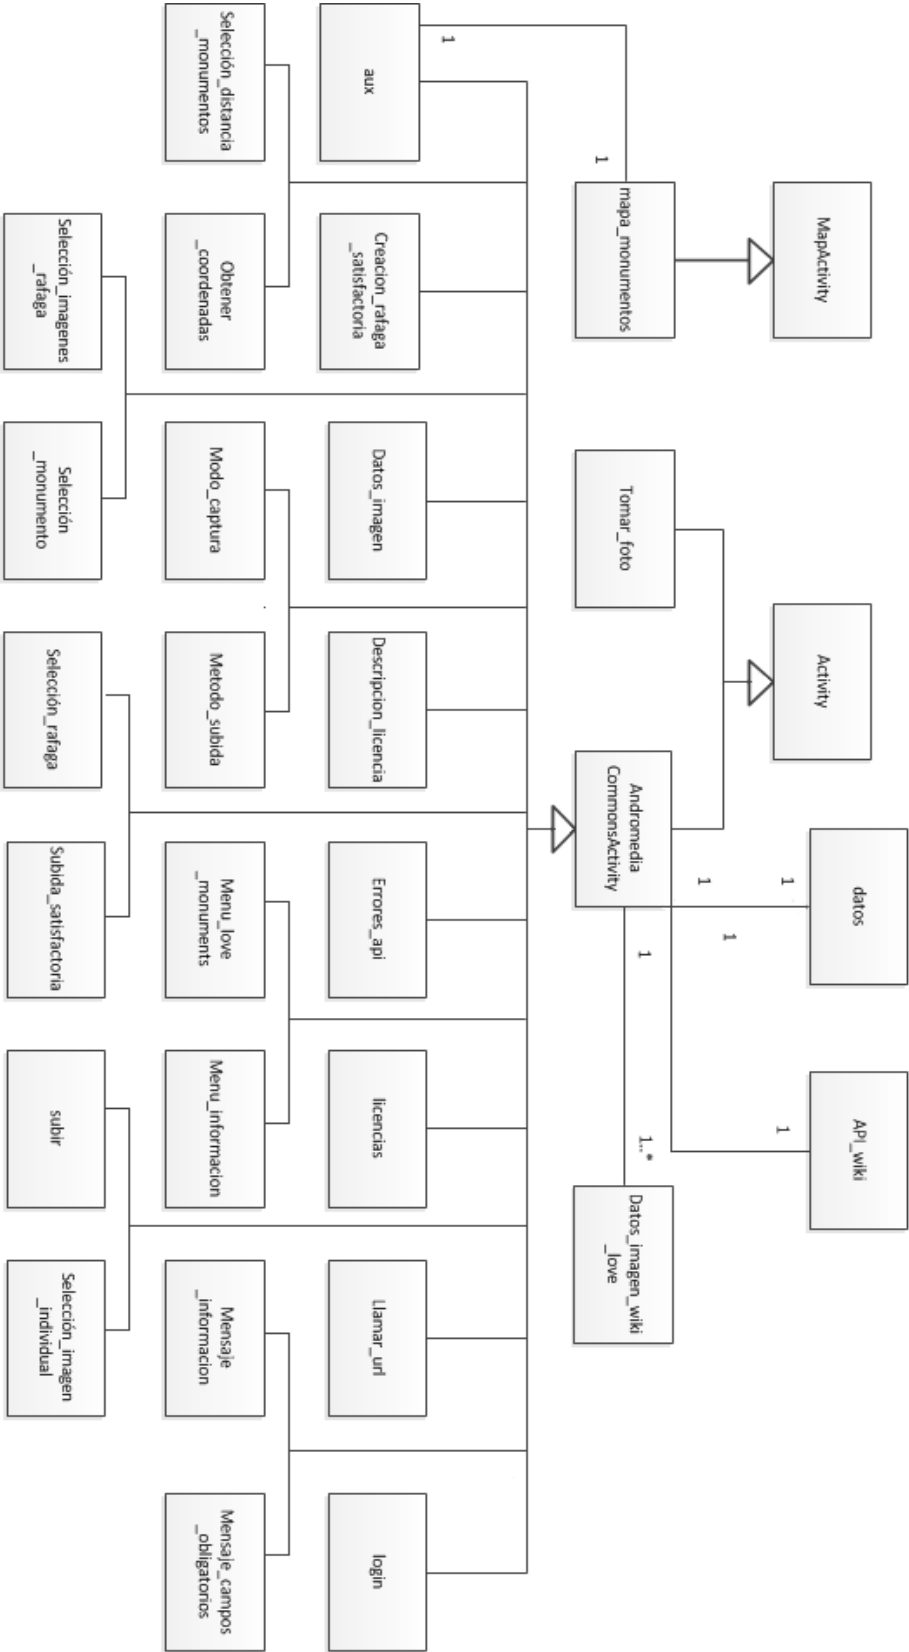 MapActivity
Activity
datos
API_wiki
1
1
1
1
mapa_monumentos
Tomar_foto
Andromedia
CommonsActivity
1
1..*
Datos_imagen_wiki
_love
1
1
aux
Creacion_rafaga
_satisfactoria
Datos_imagen
Descripcion_licencia
Errores_api
licencias
Llamar_url
login
Selección_distancia
_monumentos
Obtener
_coordenadas
Modo_captura
Metodo_subida
Menu_love
_monuments
Menu_informacion
Mensaje
_informacion
Mensaje_campos
_obligatorios
Selección_imagenes
_rafaga
Selección
_monumento
Selección_rafaga
Subida_satisfactoria
subir
Selección_imagen
_individual